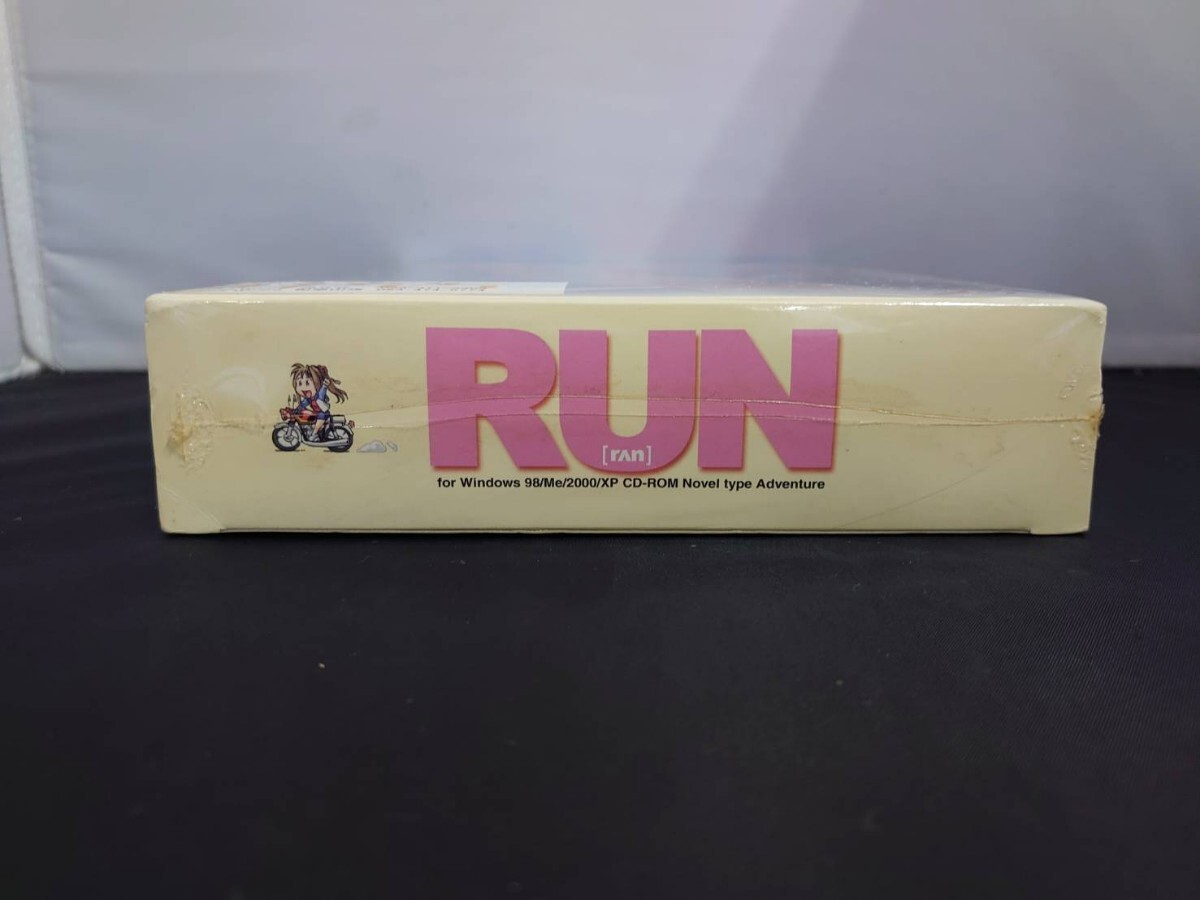 RUN
[rʌn]
for Windows 98/Me/2000/XP CD-ROM Novel type Adventure